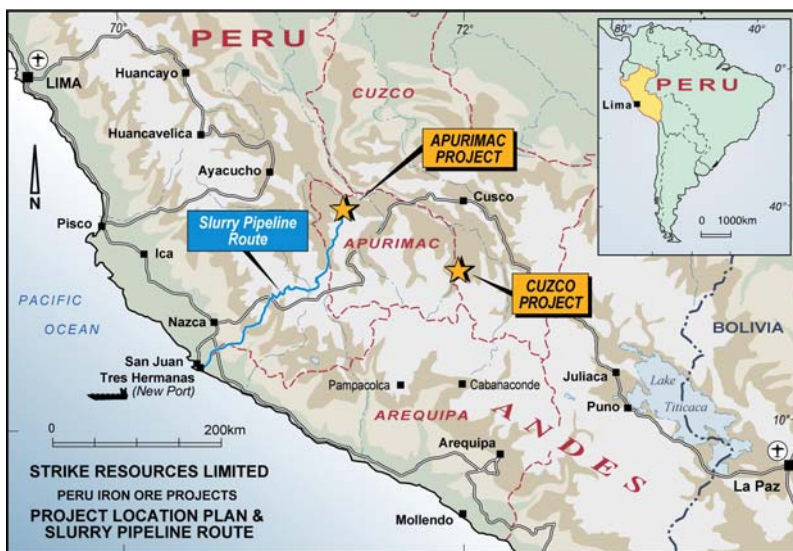 70
72
PERU
LIMA
Huancayo
CUZCO
Huancavelica
APURIMAC
PROJECT
Ayacucho
N
Cusco
Slurry Pipeline
Route
Pisco
Ica
APURIMAC
CUZCO
PROJECT
PACIFIC
OCEAN
Nazca
BOLIVIA
San Juan
Tres Hermanas
(New Port)
Pampacolca
Cabanaconde
Juliaca
Lake
Titicaca
Puno
10
AREQUIPA
ANDES
0 200km
Arequipa
La Paz
Mollendo
STRIKE RESOURCES LIMITED
PERU IRON ORE PROJECTS
PROJECT LOCATION PLAN &
SLURRY PIPELINE ROUTE
80°
40°
0°
PERU
Lima
20°
0 1000km
40°